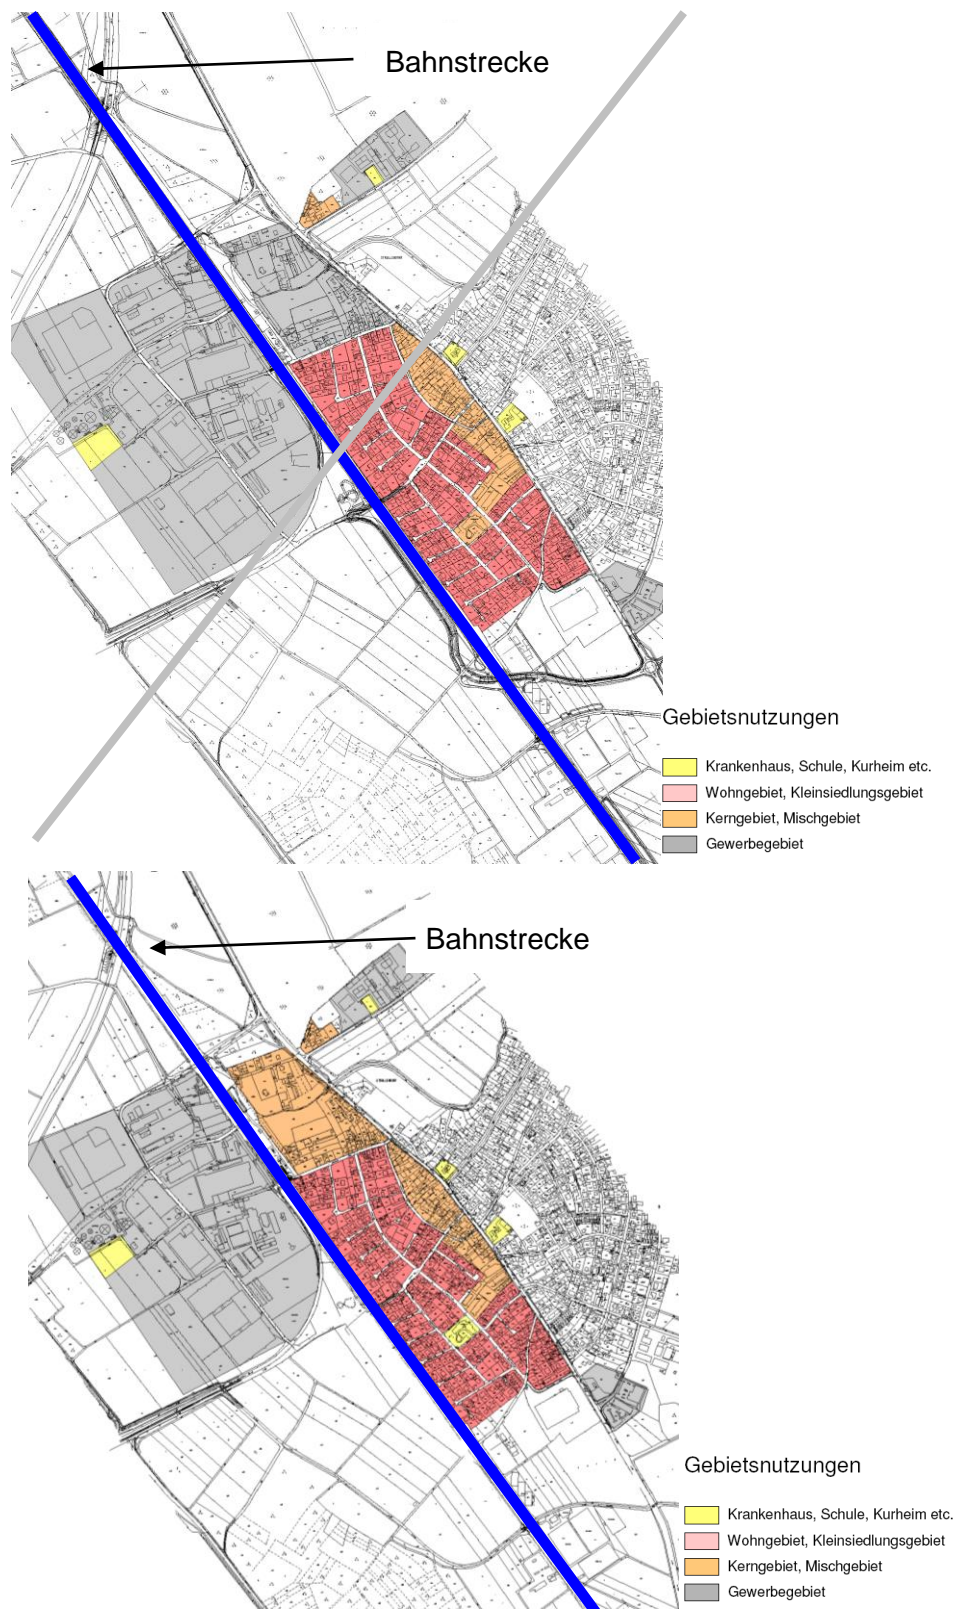 Bahnstrecke
Gebietsnutzungen
Krankenhaus, Schule, Kurheim etc.
Wohngebiet, Kleinsiedlungsgebiet
Kerngebiet, Mischgebiet
Gewerbegebiet
Bahnstrecke
Gebietsnutzungen
Krankenhaus, Schule, Kurheim etc.
Wohngebiet, Kleinsiedlungsgebiet
Kerngebiet, Mischgebiet
Gewerbegebiet